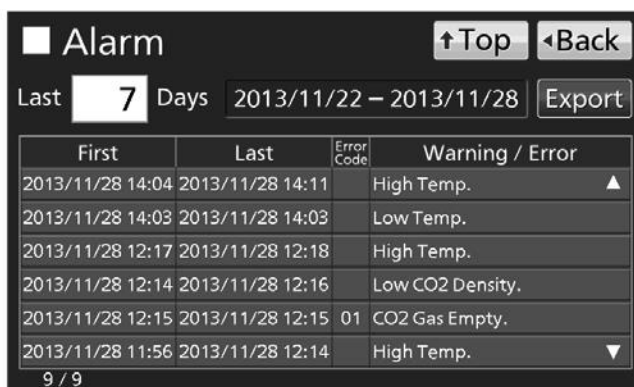 Alarm ↑Top ◂Back
Last 7 Days 2013/11/22 – 2013/11/28 Export
First Last Error Code Warning / Error
2013/11/28 14:04 2013/11/28 14:11 High Temp. ▲
2013/11/28 14:03 2013/11/28 14:03 Low Temp.
2013/11/28 12:17 2013/11/28 12:18 High Temp.
2013/11/28 12:14 2013/11/28 12:16 Low CO2 Density.
2013/11/28 12:15 2013/11/28 12:15 01 CO2 Gas Empty.
2013/11/28 11:56 2013/11/28 12:14 High Temp. ▼
9 / 9